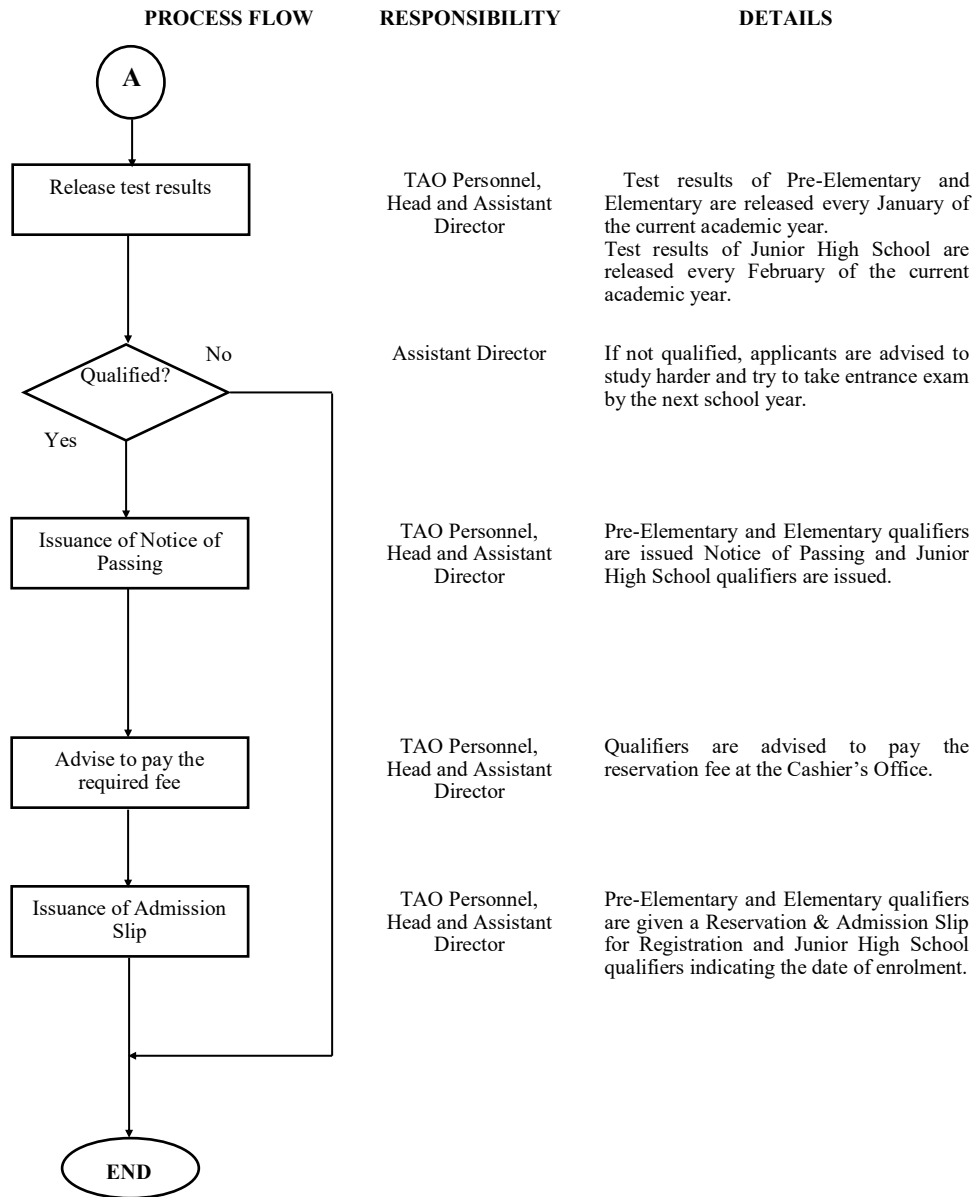 PROCESS FLOW RESPONSIBILITY DETAILS
A
Release test results
TAO Personnel,
Head and Assistant
Director
Test results of Pre-Elementary and
Elementary are released every January of
the current academic year.
Test results of Junior High School are
released every February of the current
academic year.
Qualified?
No
Yes
Assistant Director
If not qualified, applicants are advised to
study harder and try to take entrance exam
by the next school year.
Issuance of Notice of
Passing
TAO Personnel,
Head and Assistant
Director
Pre-Elementary and Elementary qualifiers
are issued Notice of Passing and Junior
High School qualifiers are issued.
Advise to pay the
required fee
TAO Personnel,
Head and Assistant
Director
Qualifiers are advised to pay the
reservation fee at the Cashier’s Office.
Issuance of Admission
Slip
TAO Personnel,
Head and Assistant
Director
Pre-Elementary and Elementary qualifiers
are given a Reservation & Admission Slip
for Registration and Junior High School
qualifiers indicating the date of enrolment.
END